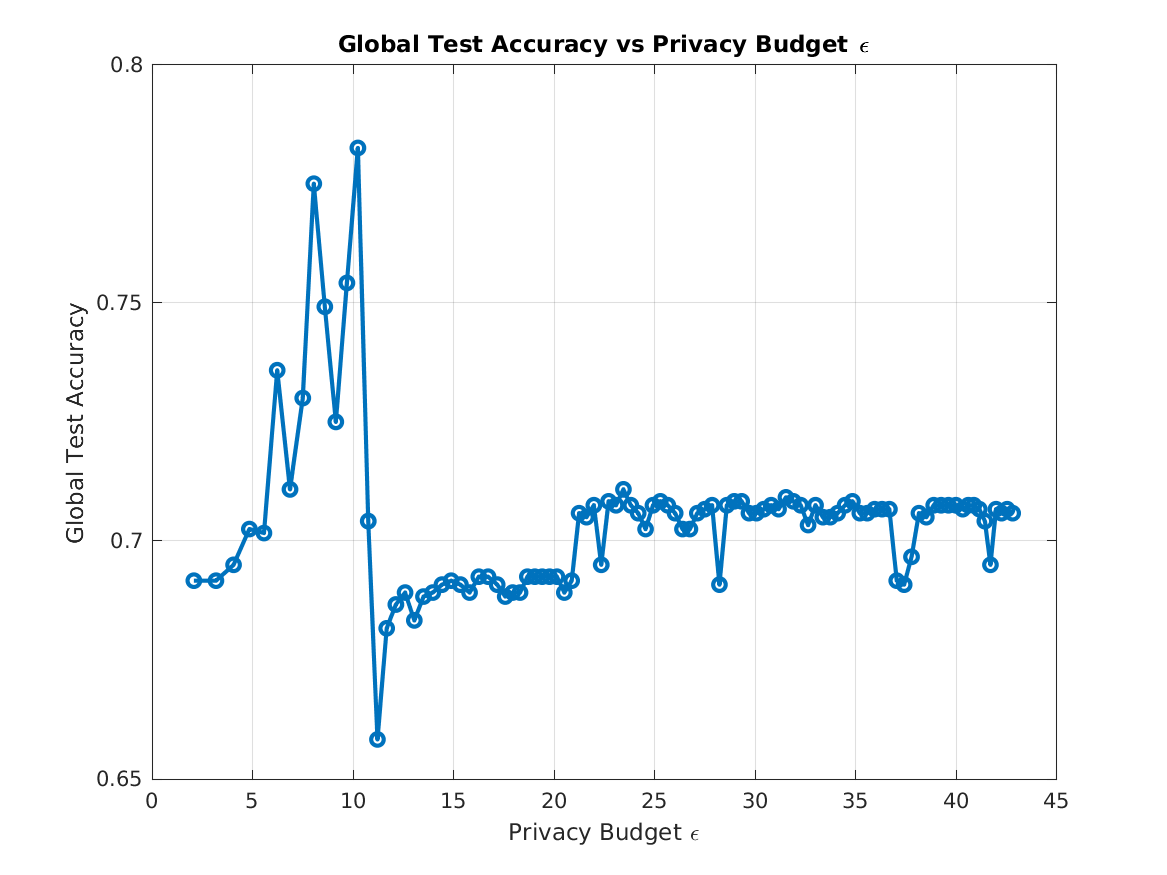 Global Test Accuracy vs Privacy Budget ϵ
0.8
0.75
0.7
0.65
Global Test Accuracy
0 5 10 15 20 25 30 35 40 45
Privacy Budget ϵ